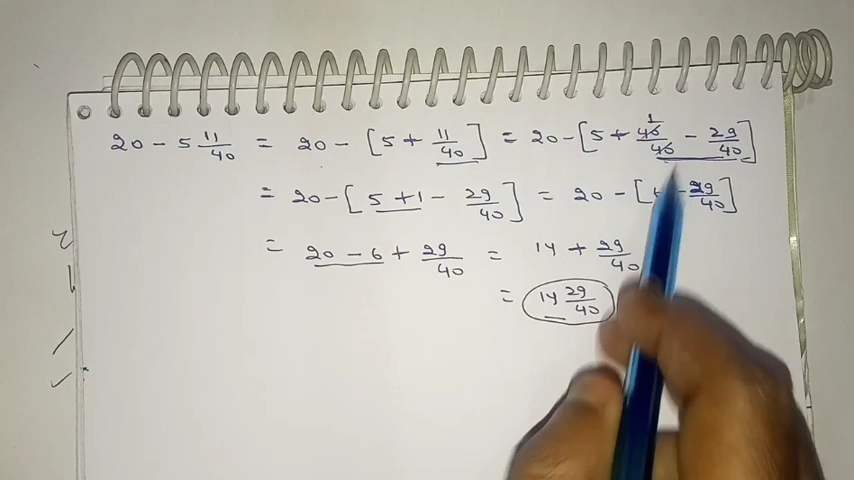 20 - 5 11/40 = 20 - [5 + 11/40] = 20 - [5 + 40/40 1 - 29/40]
= 20 - [5 + 1 - 29/40] = 20 - [ - 29/40]
= 20 - 6 + 29/40 = 14 + 29/40
= 14 29/40